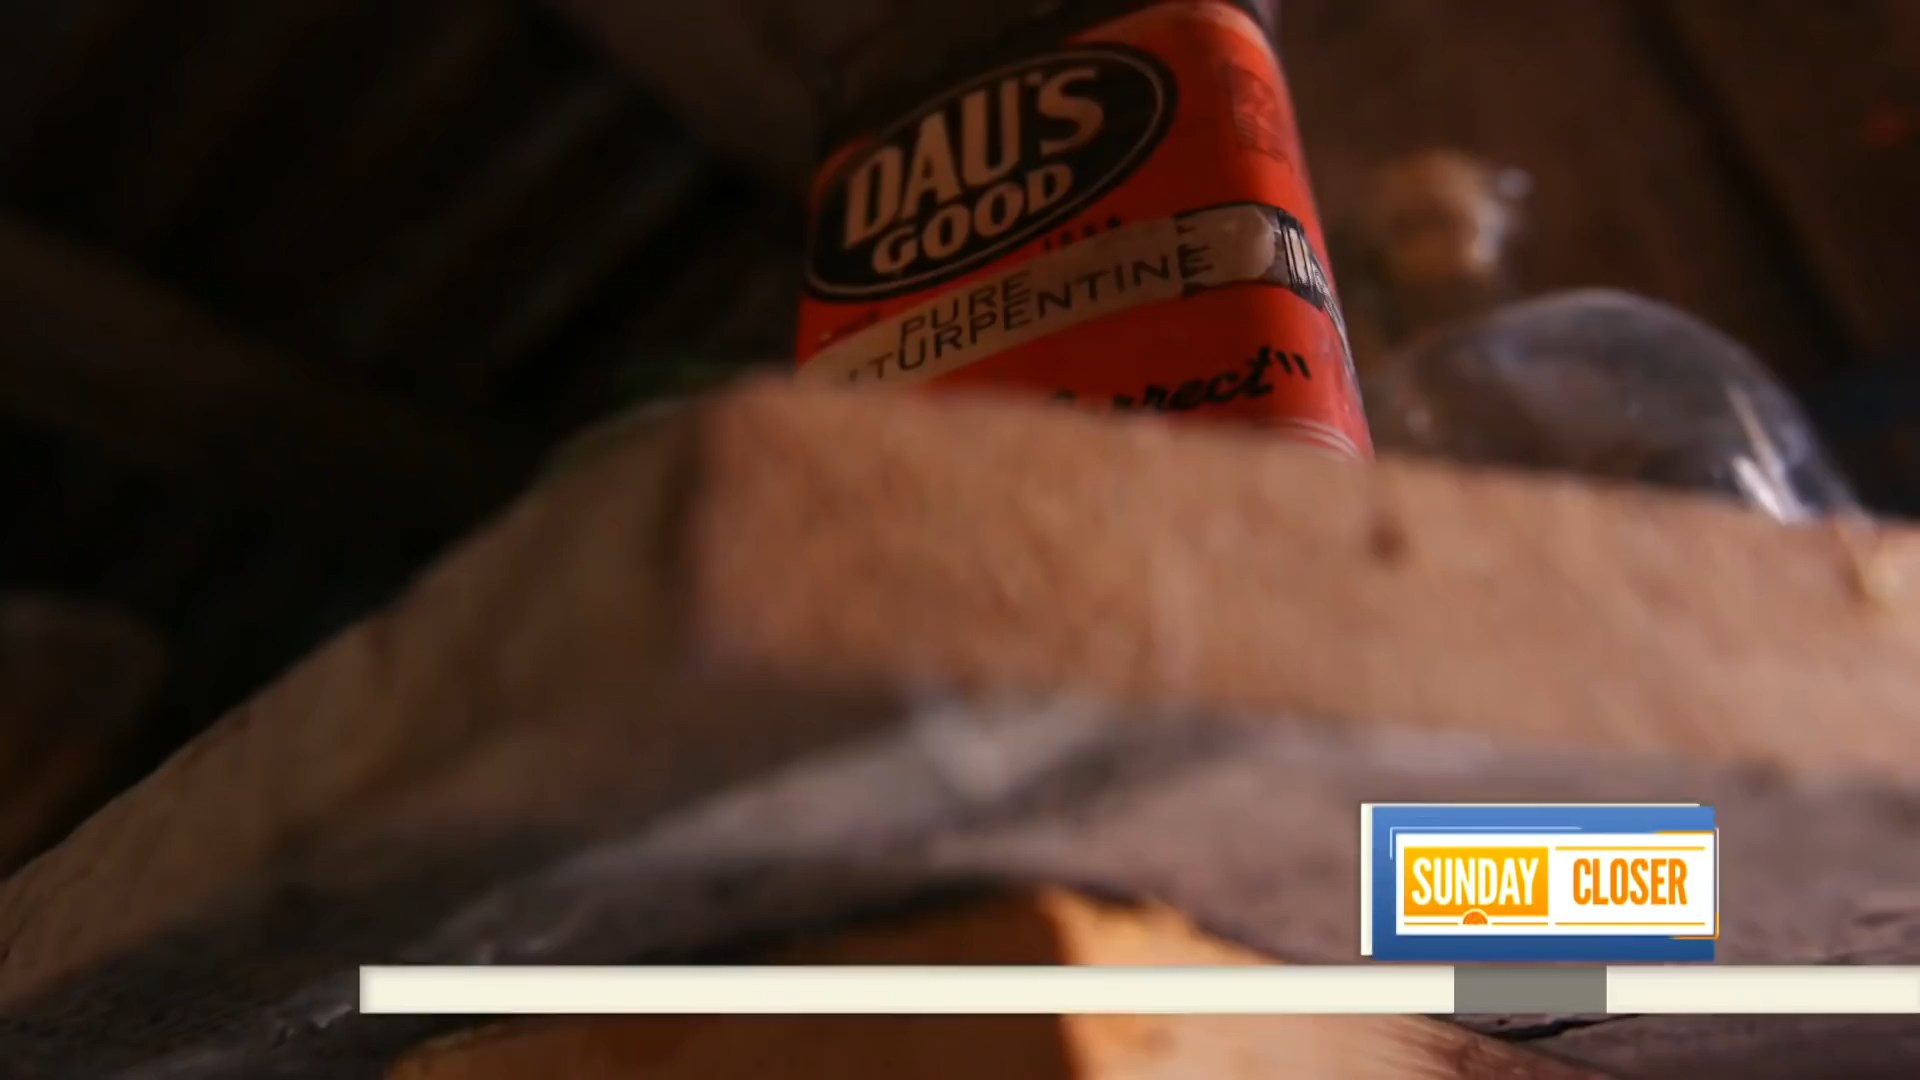 DAU'S
GOOD
PURE
TURPENTINE
SUNDAY CLOSER